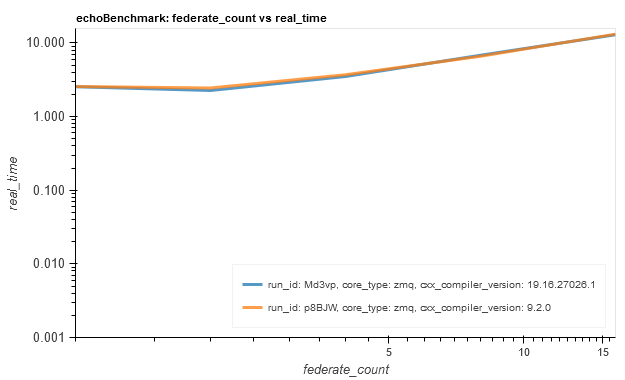 echoBenchmark: federate_count vs real_time
10.000
1.000
0.100
0.010
0.001
real_time
run_id: Md3vp, core_type: zmq, cxx_compiler_version: 19.16.27026.1
run_id: p8BJW, core_type: zmq, cxx_compiler_version: 9.2.0
5
10
15
federate_count